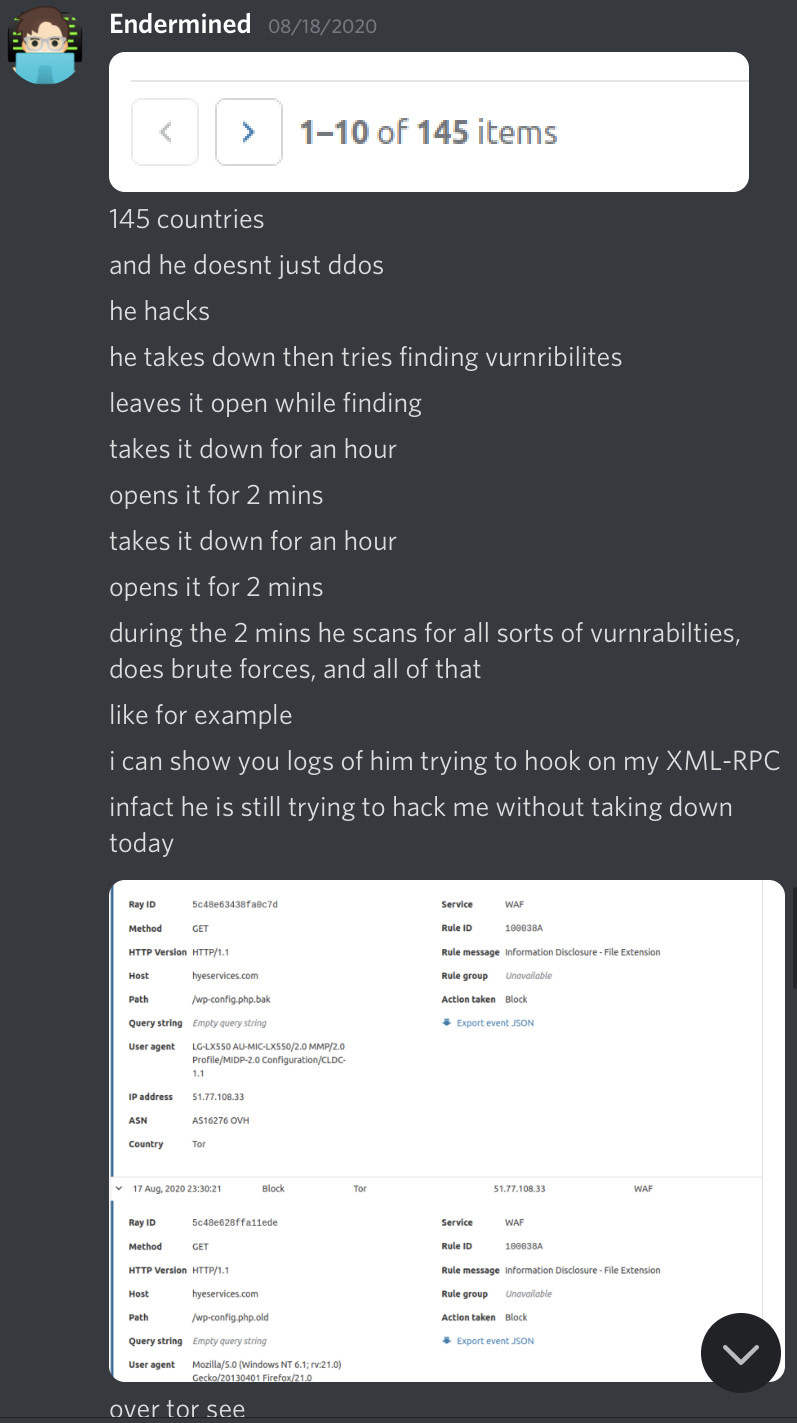 Endermined 08/18/2020
1–10 of 145 items
145 countries
and he doesnt just ddos
he hacks
he takes down then tries finding vurnribilites
leaves it open while finding
takes it down for an hour
opens it for 2 mins
takes it down for an hour
opens it for 2 mins
during the 2 mins he scans for all sorts of vurnrabilties,
does brute forces, and all of that
like for example
i can show you logs of him trying to hook on my XML-RPC
infact he is still trying to hack me without taking down
today
Ray ID 5c48e63438fa0c7d Service WAF
Method GET Rule ID 100038A
HTTP Version HTTP/1.1 Rule message Information Disclosure - File Extension
Host hyeservices.com Rule group Unavailable
Path /wp-config.php.bak Action taken Block
Query string Empty query string Export event JSON
User agent LG-LX550 AU-MIC-LX550/2.0 MMP/2.0
Profile/MIDP-2.0 Configuration/CLDC-
1.1
IP address 51.77.108.33
ASN AS16276 OVH
Country Tor
17 Aug, 2020 23:30:21 Block Tor 51.77.108.33 WAF
Ray ID 5c48e628ffa11ede Service WAF
Method GET Rule ID 100038A
HTTP Version HTTP/1.1 Rule message Information Disclosure - File Extension
Host hyeservices.com Rule group Unavailable
Path /wp-config.php.old Action taken Block
Query string Empty query string Export event JSON
User agent Mozilla/5.0 (Windows NT 6.1; rv:21.0)
Gecko/20130401 Firefox/21.0
over tor see